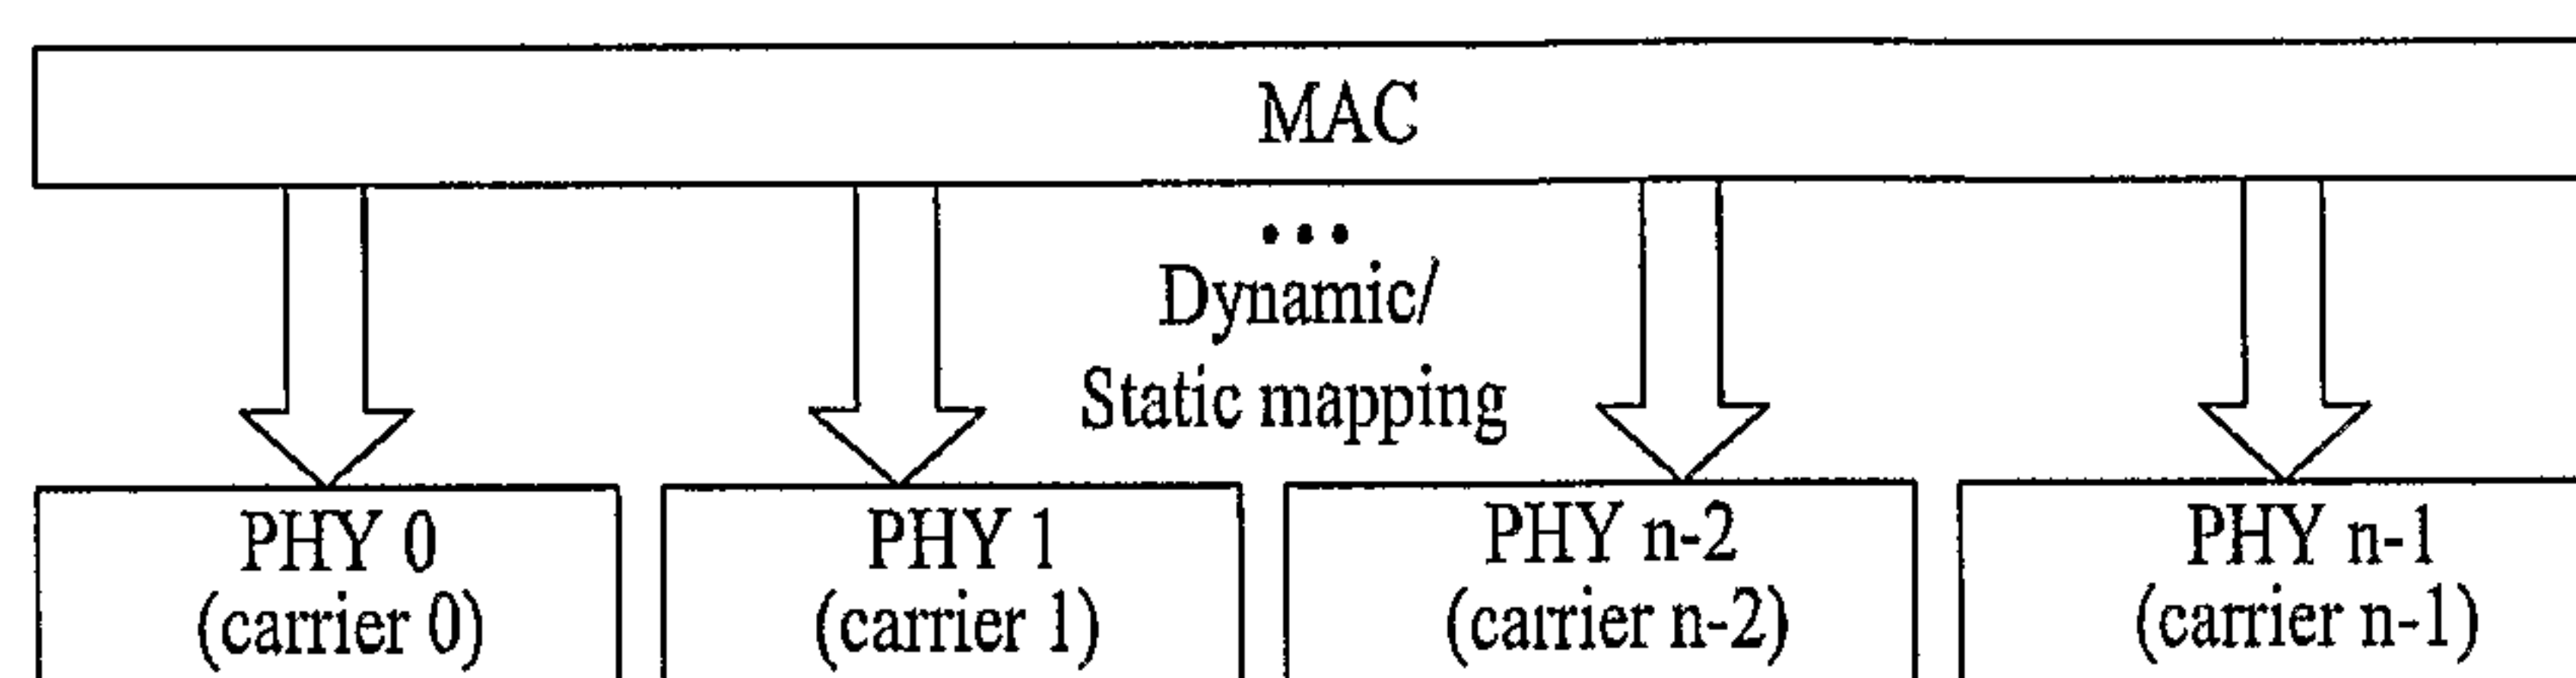 MAC
•••
Dynamic/
Static mapping
PHY 0
(carrier 0)
PHY 1
(carrier 1)
PHY n-2
(carrier n-2)
PHY n-1
(carrier n-1)